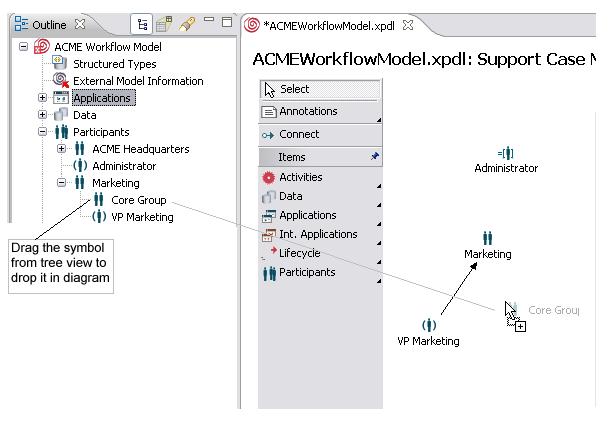 Outline
ACME Workflow Model
Structured Types
External Model Information
Applications
Data
Participants
ACME Headquarters
Administrator
Marketing
Core Group
VP Marketing
Drag the symbol
from tree view to
drop it in diagram
*ACMEWorkflowModel.xpdl
ACMEWorkflowModel.xpdl: Support Case M
Select
Annotations
Connect
Items
Activities
Data
Applications
Int. Applications
Lifecycle
Participants
Administrator
Marketing
Core Group
VP Marketing